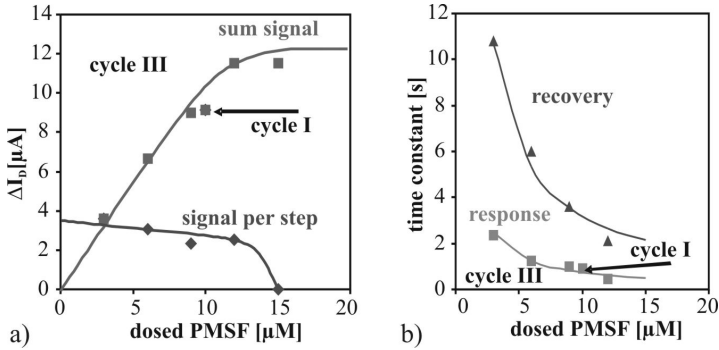 14
12
10
8
6
4
2
0
ΔI_D[µA]
sum signal
cycle III
cycle I
signal per step
0 5 10 15 20
a) dosed PMSF [µM]
12
10
8
6
4
2
0
time constant [s]
recovery
response
cycle I
cycle III
0 5 10 15 20
b) dosed PMSF [µM]